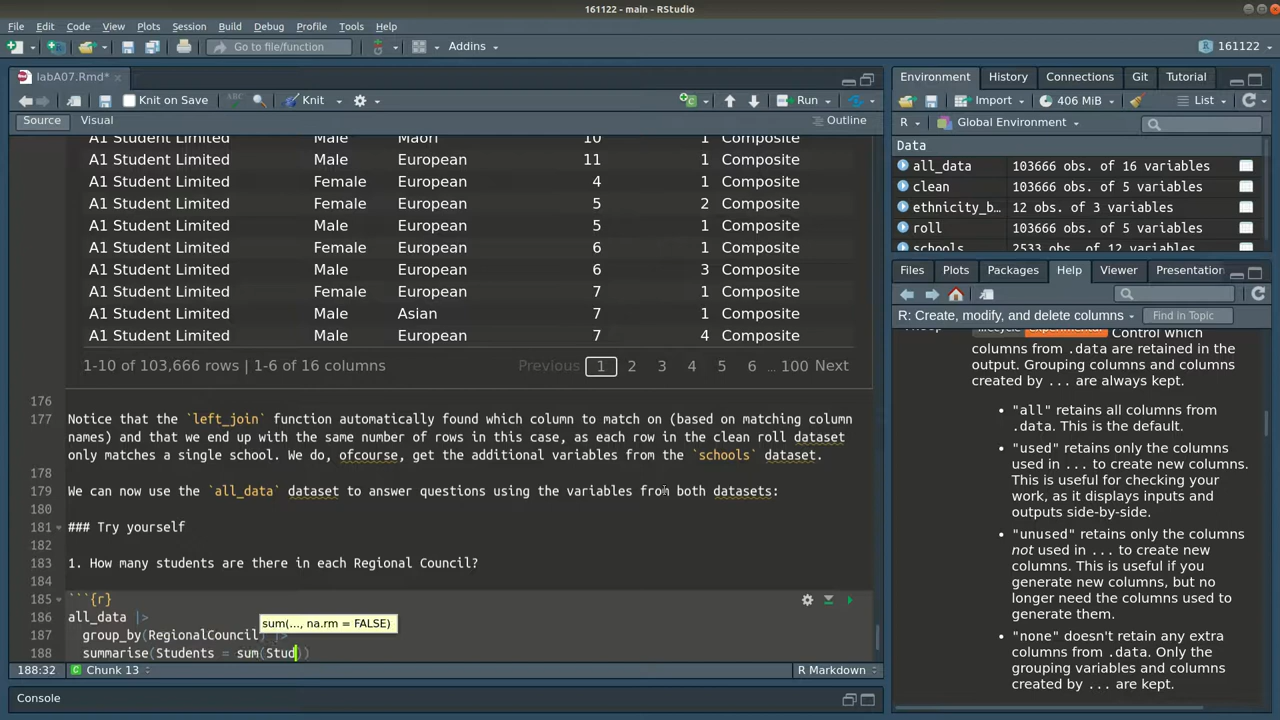 161122 - main - RStudio
File Edit Code View Plots Session Build Debug Profile Tools Help
Go to file/function Addins 161122
labA07.Rmd*
Knit on Save Knit Run
Source Visual Outline
A1 Student Limited Male Maori 10 1 Composite
A1 Student Limited Male European 11 1 Composite
A1 Student Limited Female European 4 1 Composite
A1 Student Limited Female European 5 2 Composite
A1 Student Limited Male European 5 1 Composite
A1 Student Limited Female European 6 1 Composite
A1 Student Limited Male European 6 3 Composite
A1 Student Limited Female European 7 1 Composite
A1 Student Limited Male Asian 7 1 Composite
A1 Student Limited Male European 7 4 Composite
1-10 of 103,666 rows | 1-6 of 16 columns Previous 1 2 3 4 5 6 ... 100 Next
176
177 Notice that the `left_join` function automatically found which column to match on (based on matching column
names) and that we end up with the same number of rows in this case, as each row in the clean roll dataset
only matches a single school. We do, ofcourse, get the additional variables from the `schools` dataset.
178
179 We can now use the `all_data` dataset to answer questions using the variables from both datasets:
180
181 ### Try yourself
182
183 1. How many students are there in each Regional Council?
184
185 ```{r}
186 all_data |>
sum(..., na.rm = FALSE)
187 group_by(RegionalCouncil) |>
188 summarise(Students = sum(Stud))
188:32 Chunk 13 R Markdown
Console
Environment History Connections Git Tutorial
Import 406 MiB List
R Global Environment
Data
all_data 103666 obs. of 16 variables
clean 103666 obs. of 5 variables
ethnicity_b… 12 obs. of 3 variables
roll 103666 obs. of 5 variables
schools 2533 obs. of 12 variables
Files Plots Packages Help Viewer Presentation
R: Create, modify, and delete columns Find in Topic
lifecycle experimental Control which
columns from .data are retained in the
output. Grouping columns and columns
created by ... are always kept.
• "all" retains all columns from
.data. This is the default.
• "used" retains only the columns
used in ... to create new columns.
This is useful for checking your
work, as it displays inputs and
outputs side-by-side.
• "unused" retains only the columns
not used in ... to create new
columns. This is useful if you
generate new columns, but no
longer need the columns used to
generate them.
• "none" doesn't retain any extra
columns from .data. Only the
grouping variables and columns
created by ... are kept.